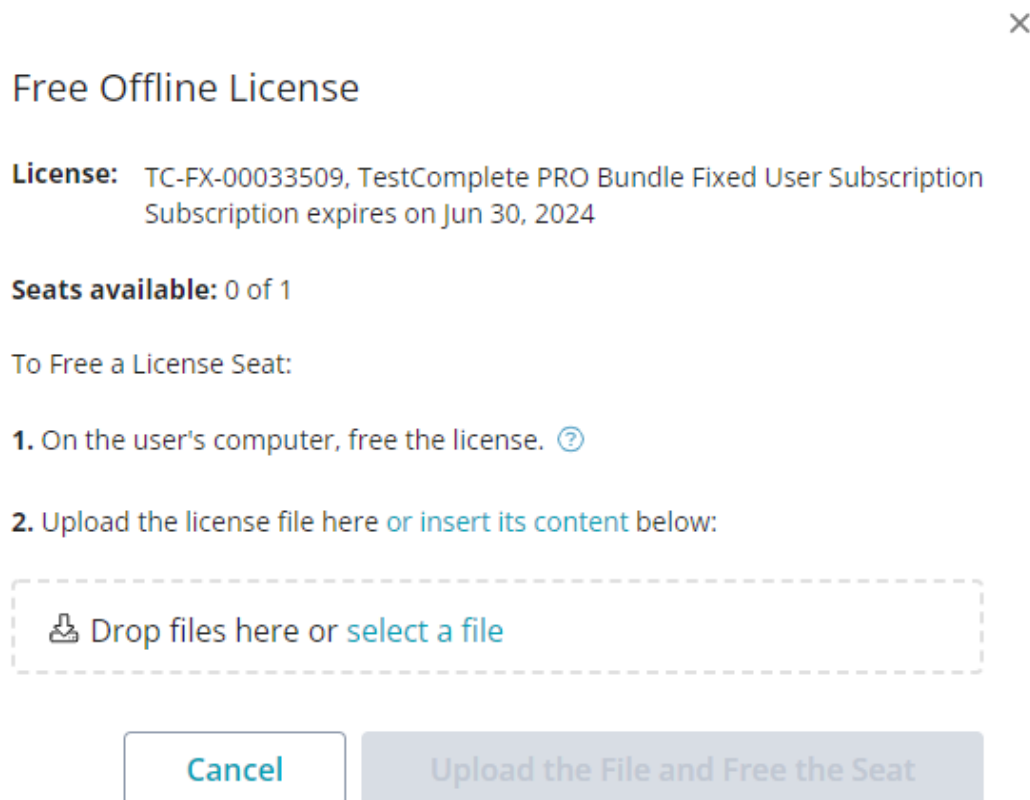 Free Offline License
License: TC-FX-00033509, TestComplete PRO Bundle Fixed User Subscription
Subscription expires on Jun 30, 2024
Seats available: 0 of 1
To Free a License Seat:
1. On the user's computer, free the license. ?
2. Upload the license file here or insert its content below:
Drop files here or select a file
Cancel
Upload the File and Free the Seat